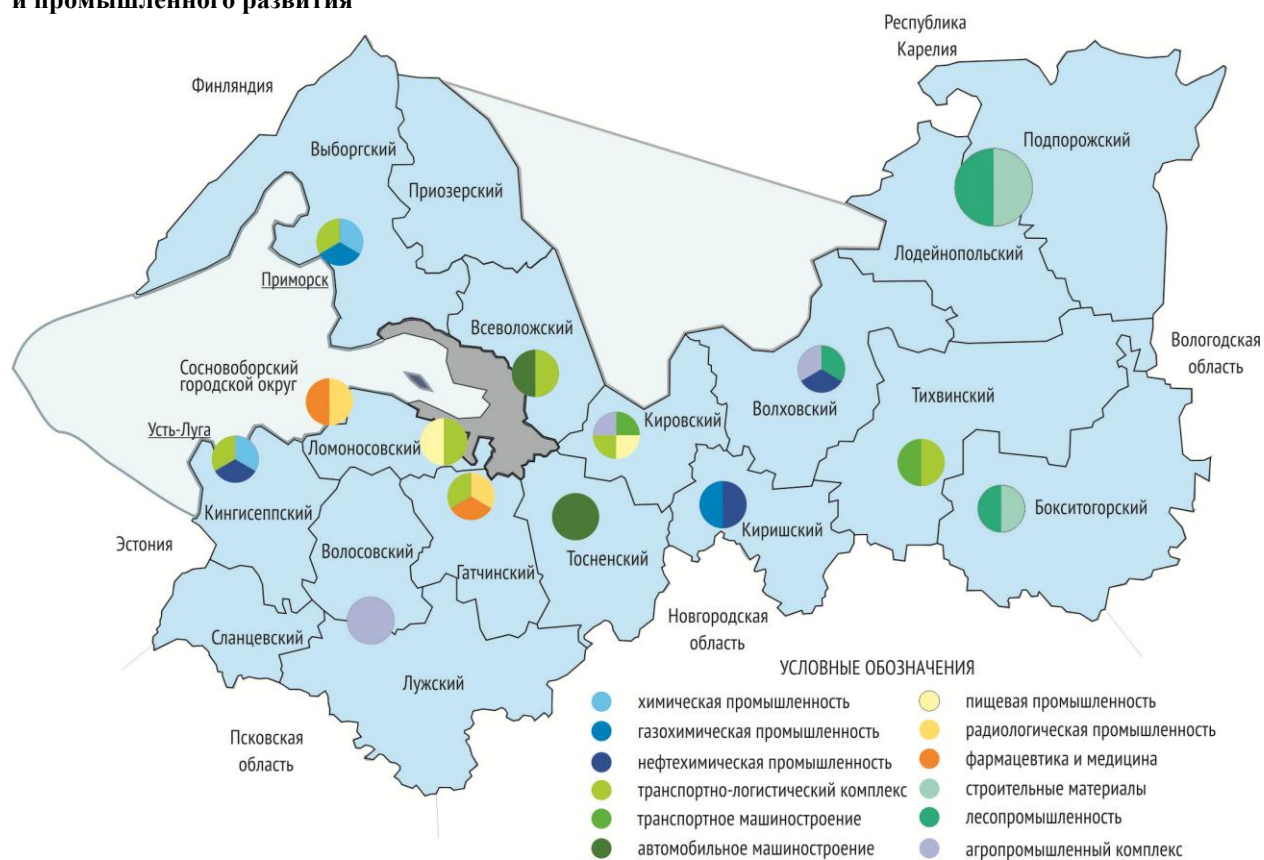 и промышленного развития
Республика
Карелия
Финляндия
Выборгский
Подпорожский
Приозерский
Лодейнопольский
Приморск
Всеволожский
Вологодская
область
Сосновоборский
городской округ
Тихвинский
Волховский
Кировский
Усть-Луга
Ломоносовский
Кингисеппский
Бокситогорский
Эстония
Волосовский
Киришский
Тосненский
Гатчинский
Новгородская
область
Сланцевский
Лужский
Псковская
область
УСЛОВНЫЕ ОБОЗНАЧЕНИЯ
химическая промышленность
газохимическая промышленность
нефтехимическая промышленность
транспортно-логистический комплекс
транспортное машиностроение
автомобильное машиностроение
пищевая промышленность
радиологическая промышленность
фармацевтика и медицина
строительные материалы
лесопромышленность
агропромышленный комплекс